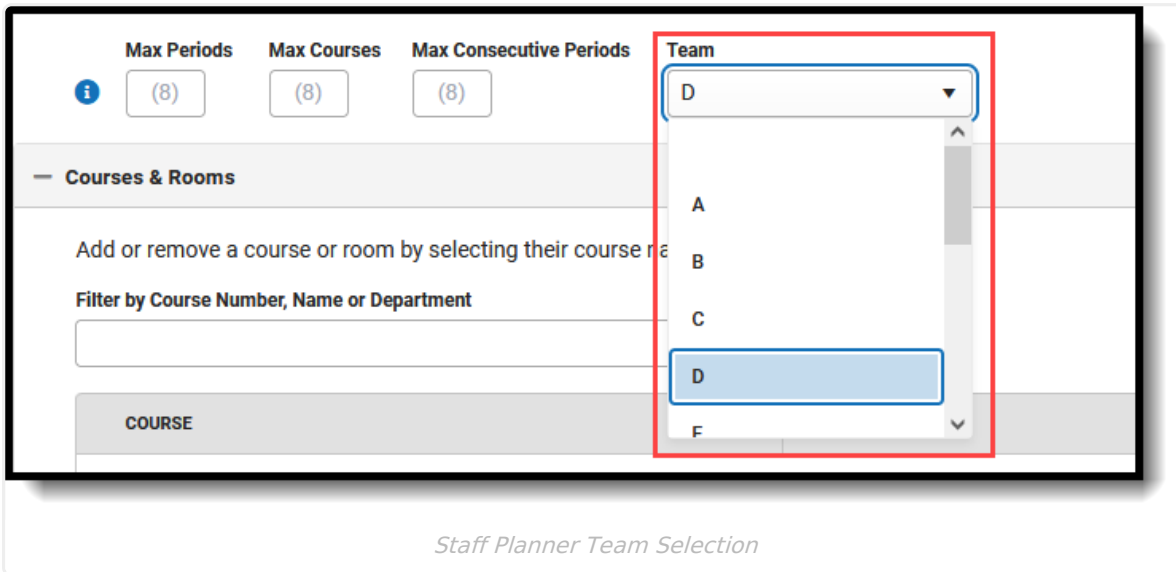 Max Periods Max Courses Max Consecutive Periods Team
i (8) (8) (8) D
Courses & Rooms
A
Add or remove a course or room by selecting their course na
B
Filter by Course Number, Name or Department
C
D
COURSE
Staff Planner Team Selection